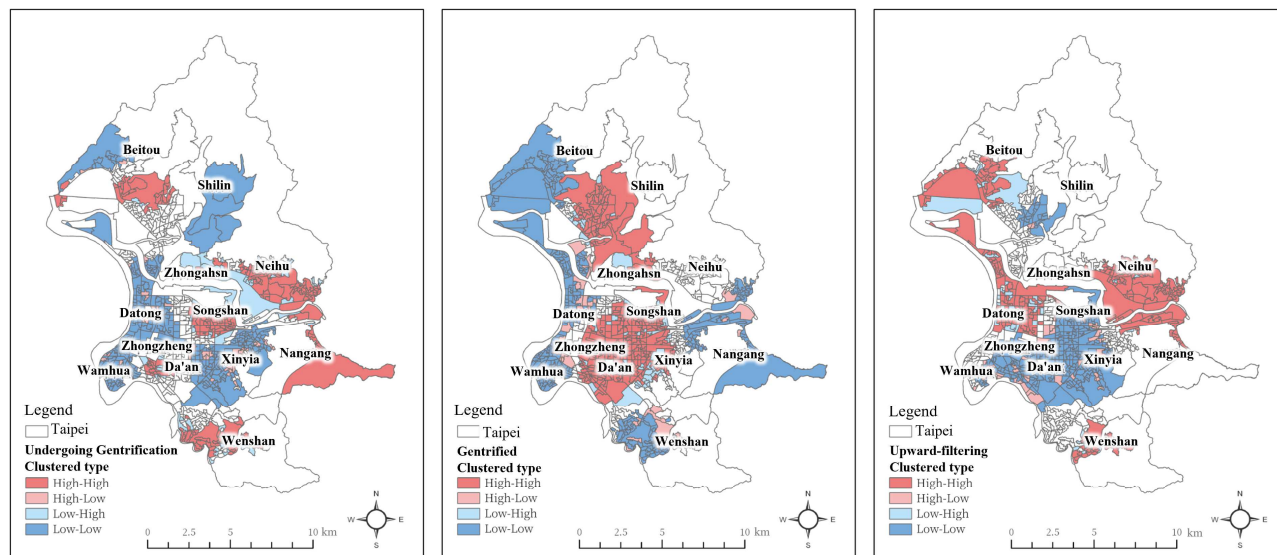 Beitou
Shilin
Zhongahsn
Neihu
Datong
Songshan
Zhongzheng
Xinyia
Nangang
Wamhua
Da'an
Wenshan
Legend
Taipei
Undergoing Gentrification
Clustered type
High-High
High-Low
Low-High
Low-Low
0 2.5 5 10 km
N
W E
S
Beitou
Shilin
Zhongahsn
Neihu
Datong
Songshan
Zhongzheng
Xinyia
Nangang
Wamhua
Da'an
Wenshan
Legend
Taipei
Gentrified
Clustered type
High-High
High-Low
Low-High
Low-Low
0 2.5 5 10 km
N
W E
S
Beitou
Shilin
Zhongahsn
Neihu
Datong
Songshan
Zhongzheng
Xinyia
Nangang
Wamhua
Da'an
Wenshan
Legend
Taipei
Upward-filtering
Clustered type
High-High
High-Low
Low-High
Low-Low
0 2.5 5 10 km
N
W E
S